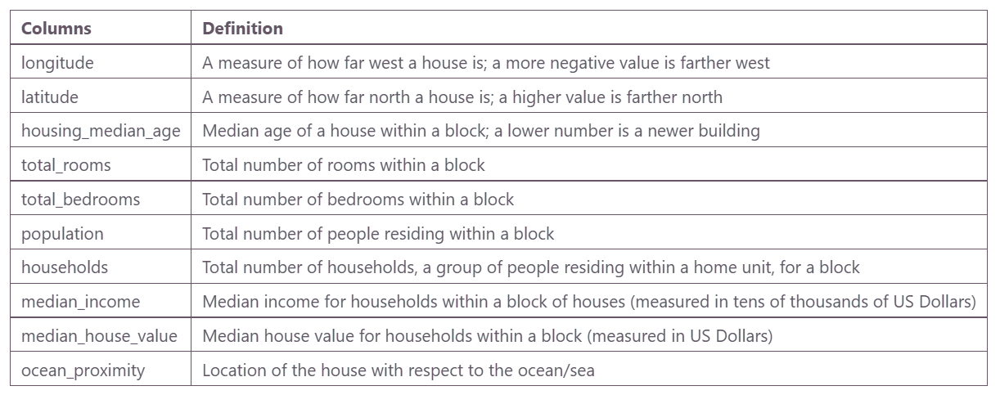 Columns Definition
longitude A measure of how far west a house is; a more negative value is farther west
latitude A measure of how far north a house is; a higher value is farther north
housing_median_age Median age of a house within a block; a lower number is a newer building
total_rooms Total number of rooms within a block
total_bedrooms Total number of bedrooms within a block
population Total number of people residing within a block
households Total number of households, a group of people residing within a home unit, for a block
median_income Median income for households within a block of houses (measured in tens of thousands of US Dollars)
median_house_value Median house value for households within a block (measured in US Dollars)
ocean_proximity Location of the house with respect to the ocean/sea